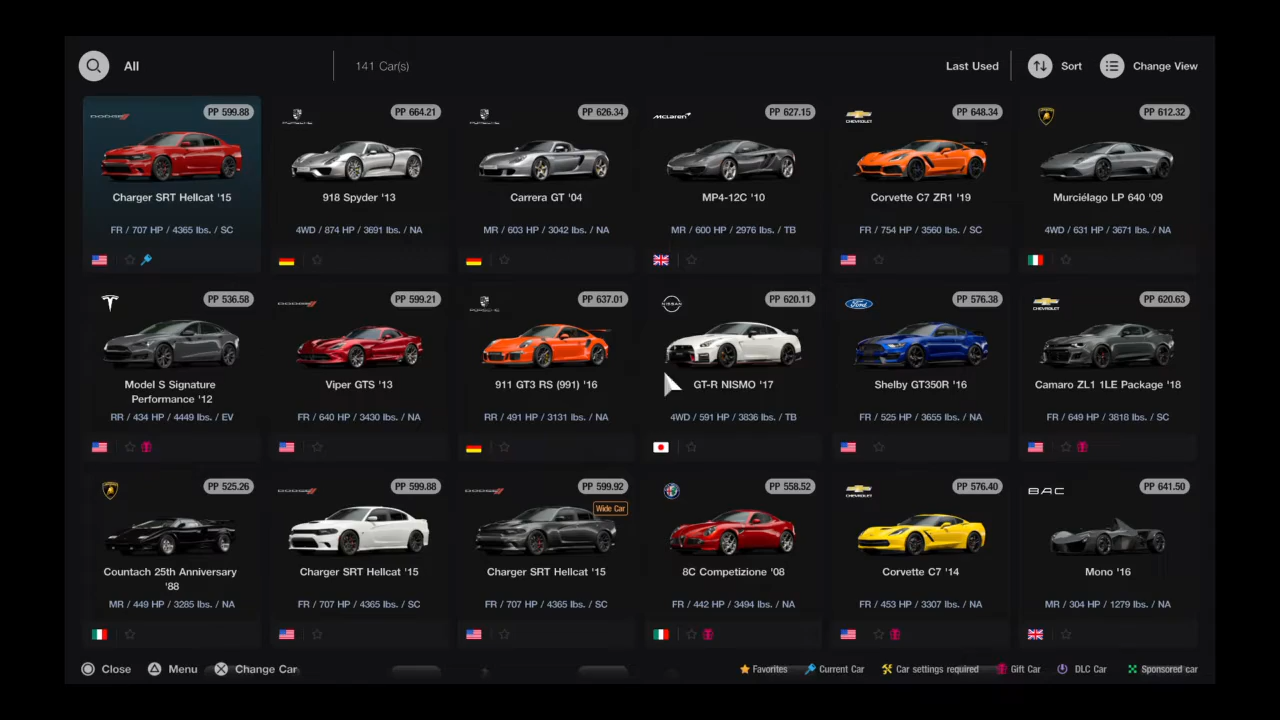 All
141 Car(s)
Last Used
Sort
Change View
DODGE
PP 599.88
Charger SRT Hellcat '15
FR / 707 HP / 4365 lbs. / SC
PORSCHE
PP 664.21
918 Spyder '13
4WD / 874 HP / 3691 lbs. / NA
PORSCHE
PP 626.34
Carrera GT '04
MR / 603 HP / 3042 lbs. / NA
McLaren
PP 627.15
MP4-12C '10
MR / 600 HP / 2976 lbs. / TB
CHEVROLET
PP 648.34
Corvette C7 ZR1 '19
FR / 754 HP / 3560 lbs. / SC
PP 612.32
Murciélago LP 640 '09
4WD / 631 HP / 3671 lbs. / NA
PP 536.58
Model S Signature
Performance '12
RR / 434 HP / 4449 lbs. / EV
DODGE
PP 599.21
Viper GTS '13
FR / 640 HP / 3430 lbs. / NA
PORSCHE
PP 637.01
911 GT3 RS (991) '16
RR / 491 HP / 3131 lbs. / NA
NISSAN
PP 620.11
GT-R NISMO '17
4WD / 591 HP / 3836 lbs. / TB
Ford
PP 576.38
Shelby GT350R '16
FR / 525 HP / 3655 lbs. / NA
CHEVROLET
PP 620.63
Camaro ZL1 1LE Package '18
FR / 649 HP / 3818 lbs. / SC
PP 525.26
Countach 25th Anniversary
'88
MR / 449 HP / 3285 lbs. / NA
DODGE
PP 599.88
Charger SRT Hellcat '15
FR / 707 HP / 4365 lbs. / SC
DODGE
PP 599.92
Wide Car
Charger SRT Hellcat '15
FR / 707 HP / 4365 lbs. / SC
PP 558.52
8C Competizione '08
FR / 442 HP / 3494 lbs. / NA
CHEVROLET
PP 576.40
Corvette C7 '14
FR / 453 HP / 3307 lbs. / NA
BAC
PP 641.50
Mono '16
MR / 304 HP / 1279 lbs. / NA
Close
Menu
Change Car
Favorites
Current Car
Car settings required
Gift Car
DLC Car
Sponsored car